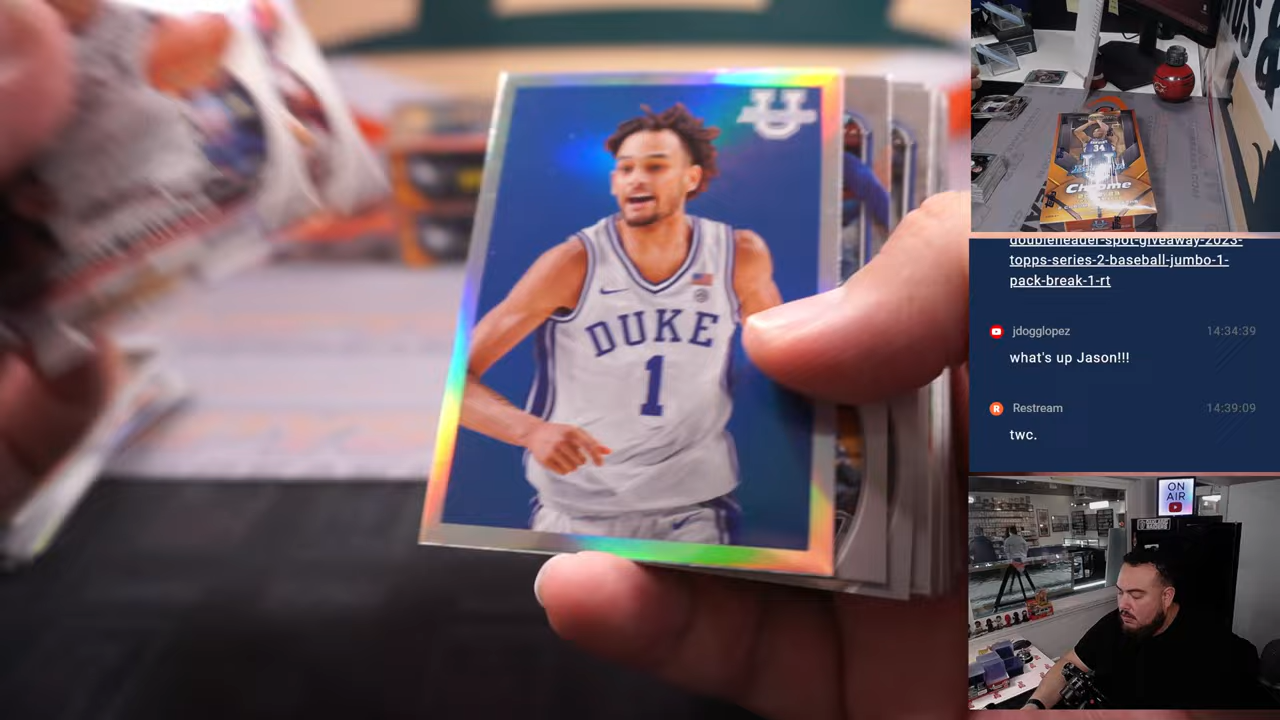 U
DUKE
1
34
Chrome
doubleheader-spot-giveaway-2023-
topps-series-2-baseball-jumbo-1-
pack-break-1-rt
jdogglopez 14:34:39
what's up Jason!!!
R Restream 14:39:09
twc.
ON
AIR